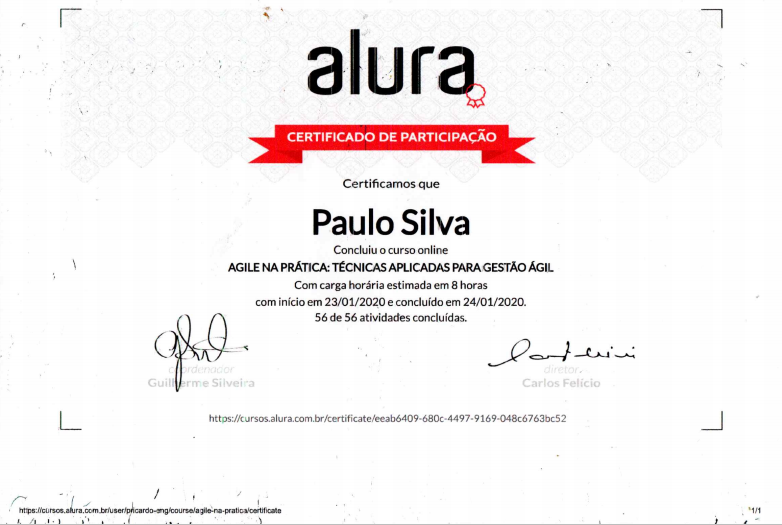 alura
CERTIFICADO DE PARTICIPAÇÃO
Certificamos que
Paulo Silva
Concluiu o curso online
AGILE NA PRÁTICA: TÉCNICAS APLICADAS PARA GESTÃO ÁGIL
Com carga horária estimada em 8 horas
com início em 23/01/2020 e concluído em 24/01/2020.
56 de 56 atividades concluídas.
coordenador
Guilherme Silveira
diretor
Carlos Felício
https://cursos.alura.com.br/certificate/eeab6409-680c-4497-9169-048c6763bc52
https://cursos.alura.com.br/user/pricardo-eng/course/agile-na-pratica/certificate
1/1